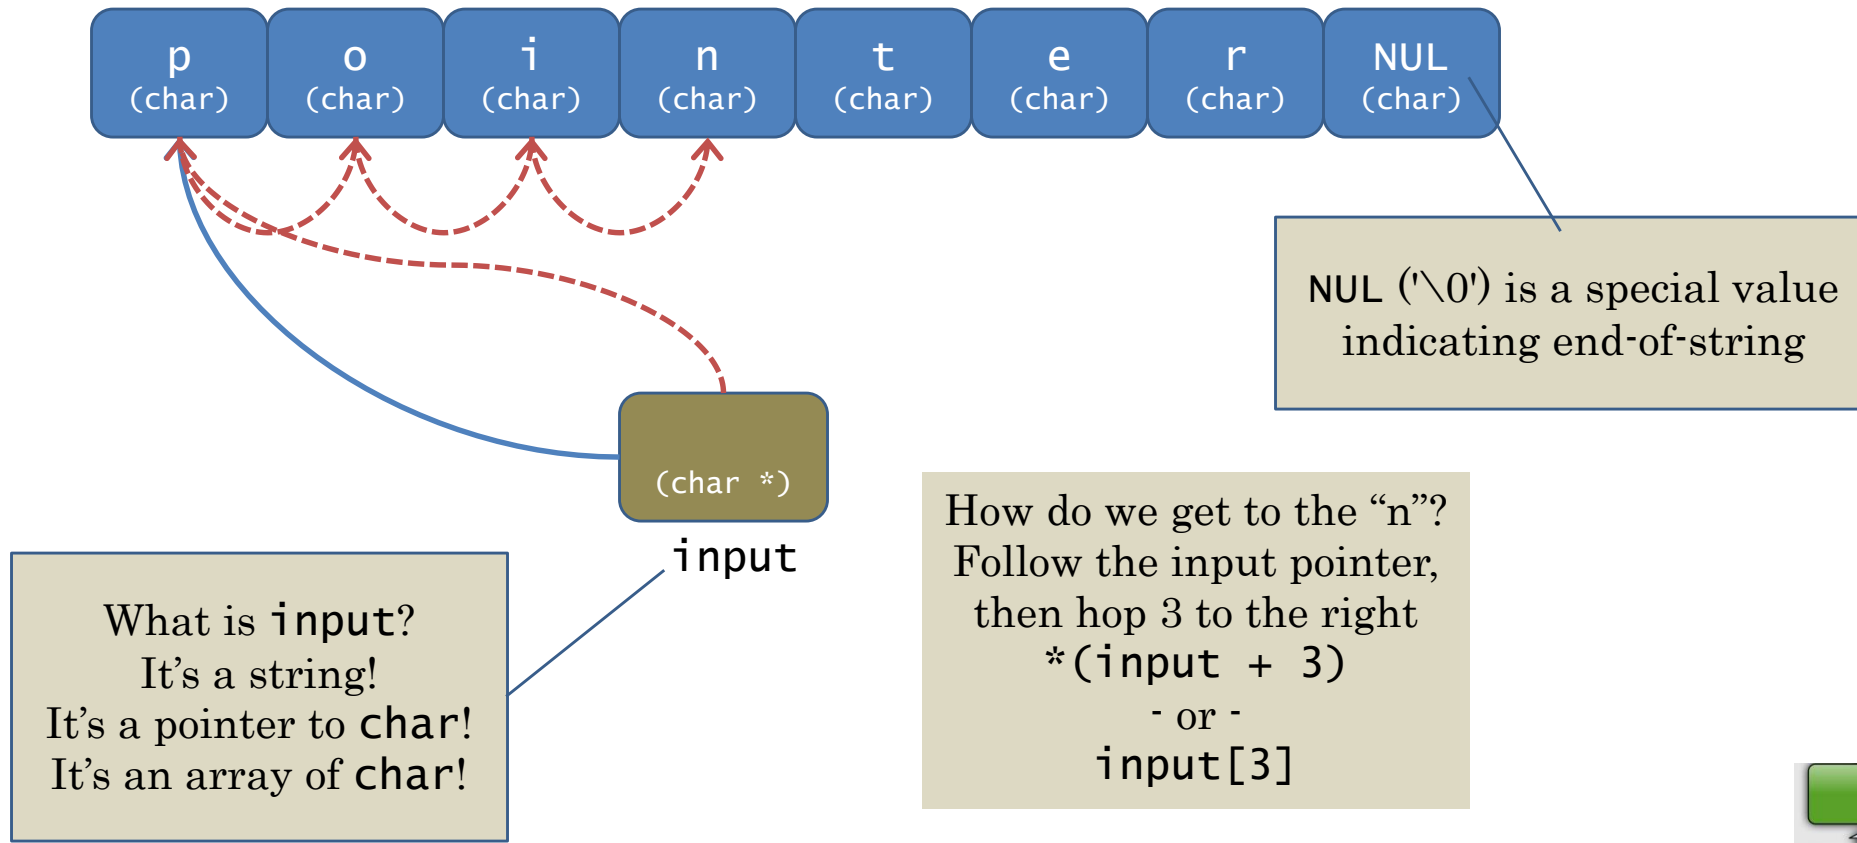 p o i n t e r NUL
(char) (char) (char) (char) (char) (char) (char) (char)
NUL ('\0') is a special value
indicating end-of-string
(char *)
input
What is input?
It’s a string!
It’s a pointer to char!
It’s an array of char!
How do we get to the “n”?
Follow the input pointer,
then hop 3 to the right
*(input + 3)
- or -
input[3]